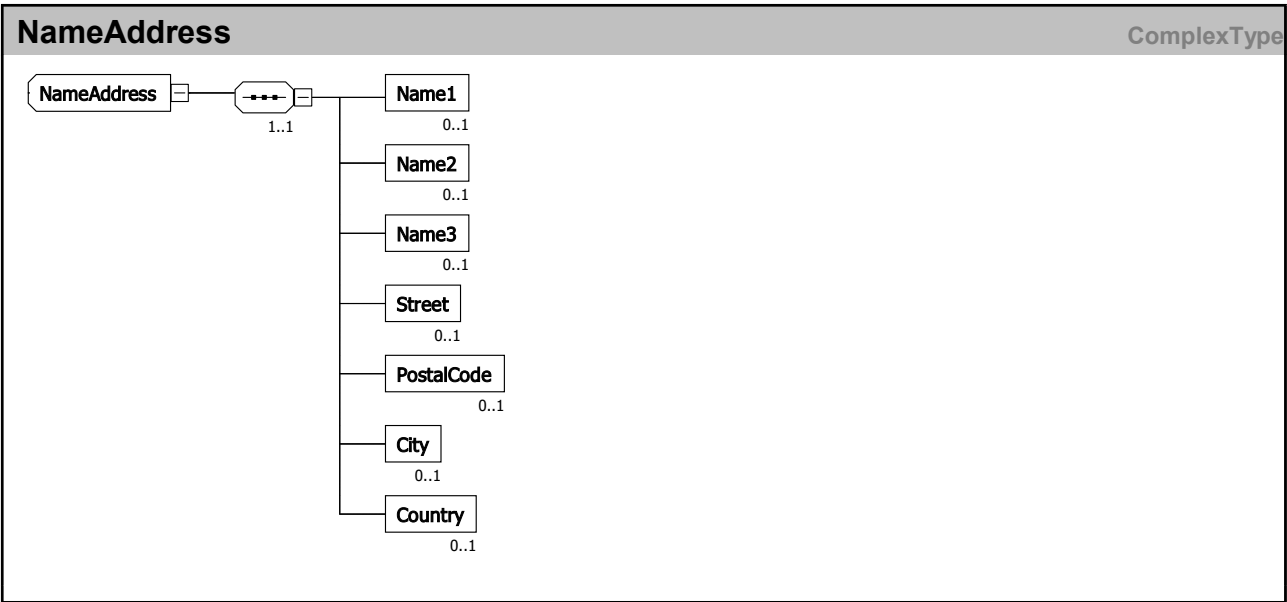 NameAddress ComplexType
NameAddress
1..1
Name1
0..1
Name2
0..1
Name3
0..1
Street
0..1
PostalCode
0..1
City
0..1
Country
0..1